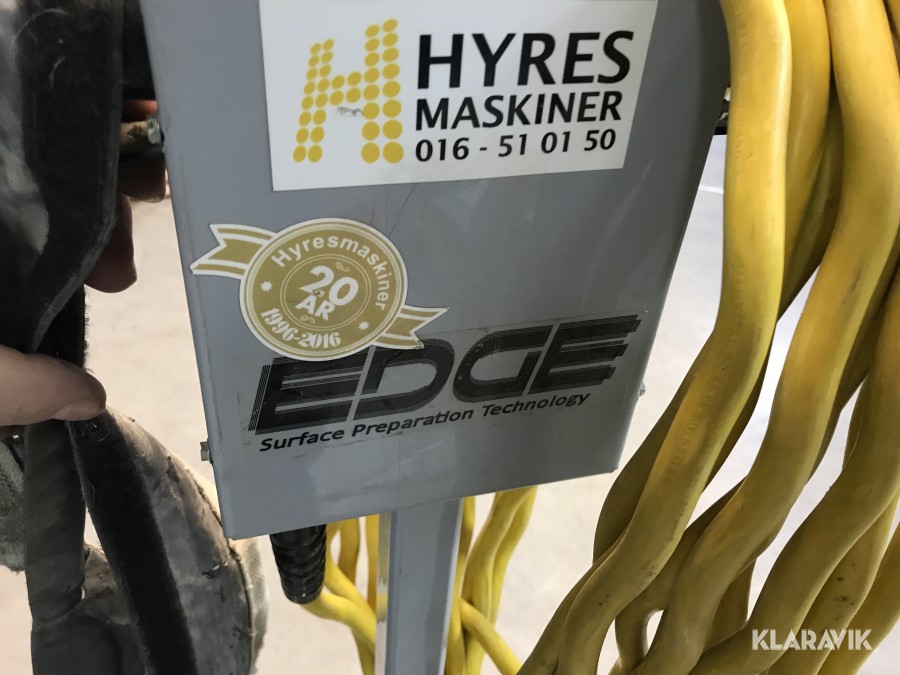 HYRES
MASKINER
016 - 51 01 50
Hyresmaskiner
20
ÅR
1996-2016
EDGE
Surface Preparation Technology
KLARAVIK